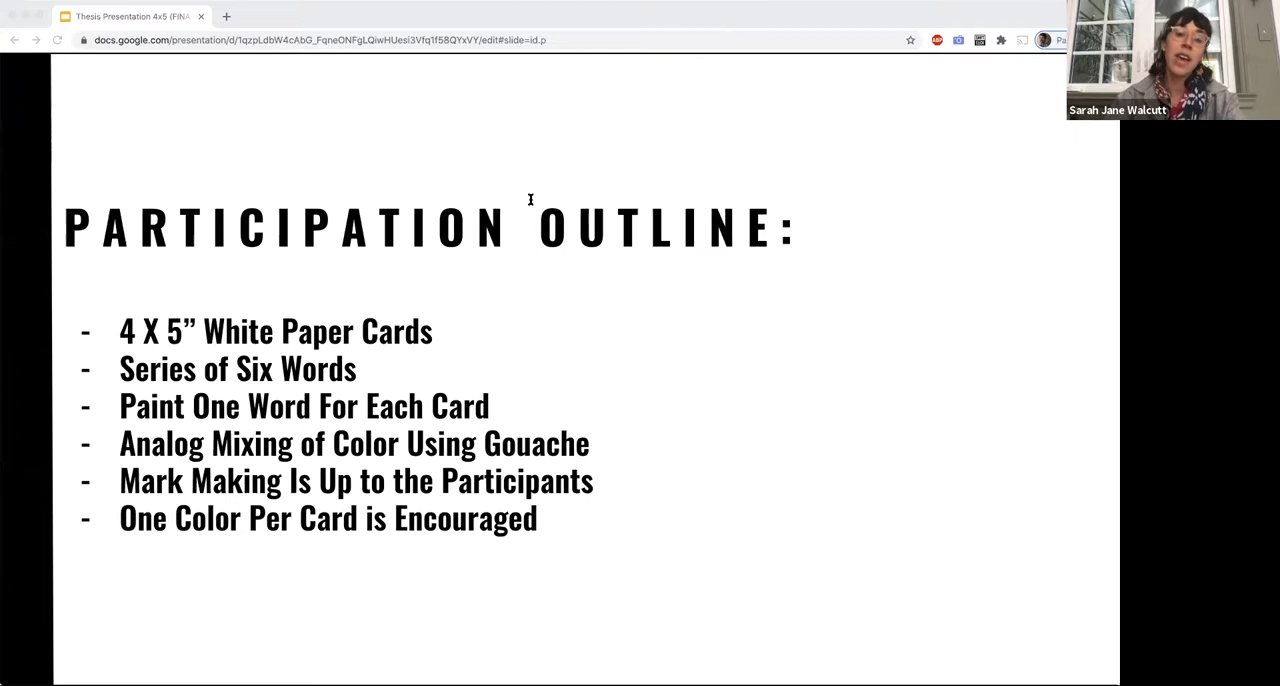 Thesis Presentation 4x5 (FINA
docs.google.com/presentation/d/1qzpLdbW4cAbG_FqneONFgLQiwHUesi3Vfq1f58QYxVY/edit#slide=id.p
ABP
Pa
Sarah Jane Walcutt
PARTICIPATION OUTLINE:
- 4 X 5” White Paper Cards
- Series of Six Words
- Paint One Word For Each Card
- Analog Mixing of Color Using Gouache
- Mark Making Is Up to the Participants
- One Color Per Card is Encouraged